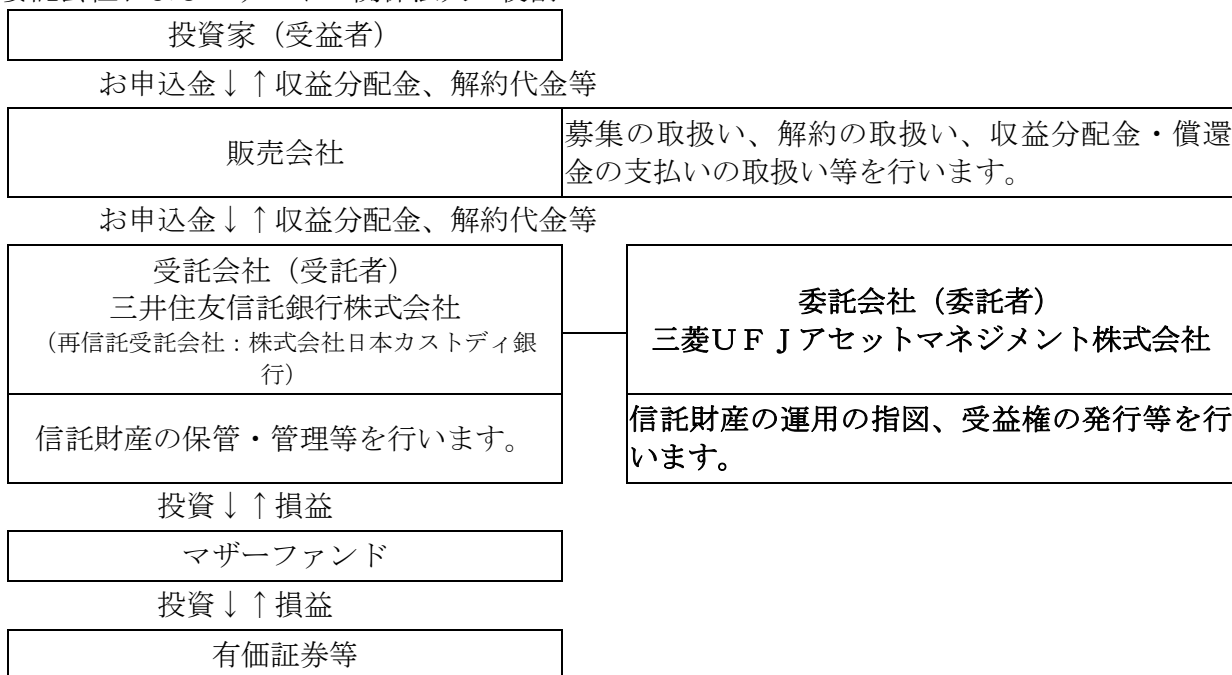 投資家(受益者)
お申込金↓↑収益分配金、解約代金等
販売会社
募集の取扱い、解約の取扱い、収益分配金・償還
金の支払いの取扱い等を行います。
お申込金↓↑収益分配金、解約代金等
受託会社(受託者)
三井住友信託銀行株式会社
(再信託受託会社:株式会社日本カストディ銀
行)
委託会社(委託者)
三菱UFJアセットマネジメント株式会社
信託財産の保管・管理等を行います。
信託財産の運用の指図、受益権の発行等を行
います。
投資↓↑損益
マザーファンド
投資↓↑損益
有価証券等